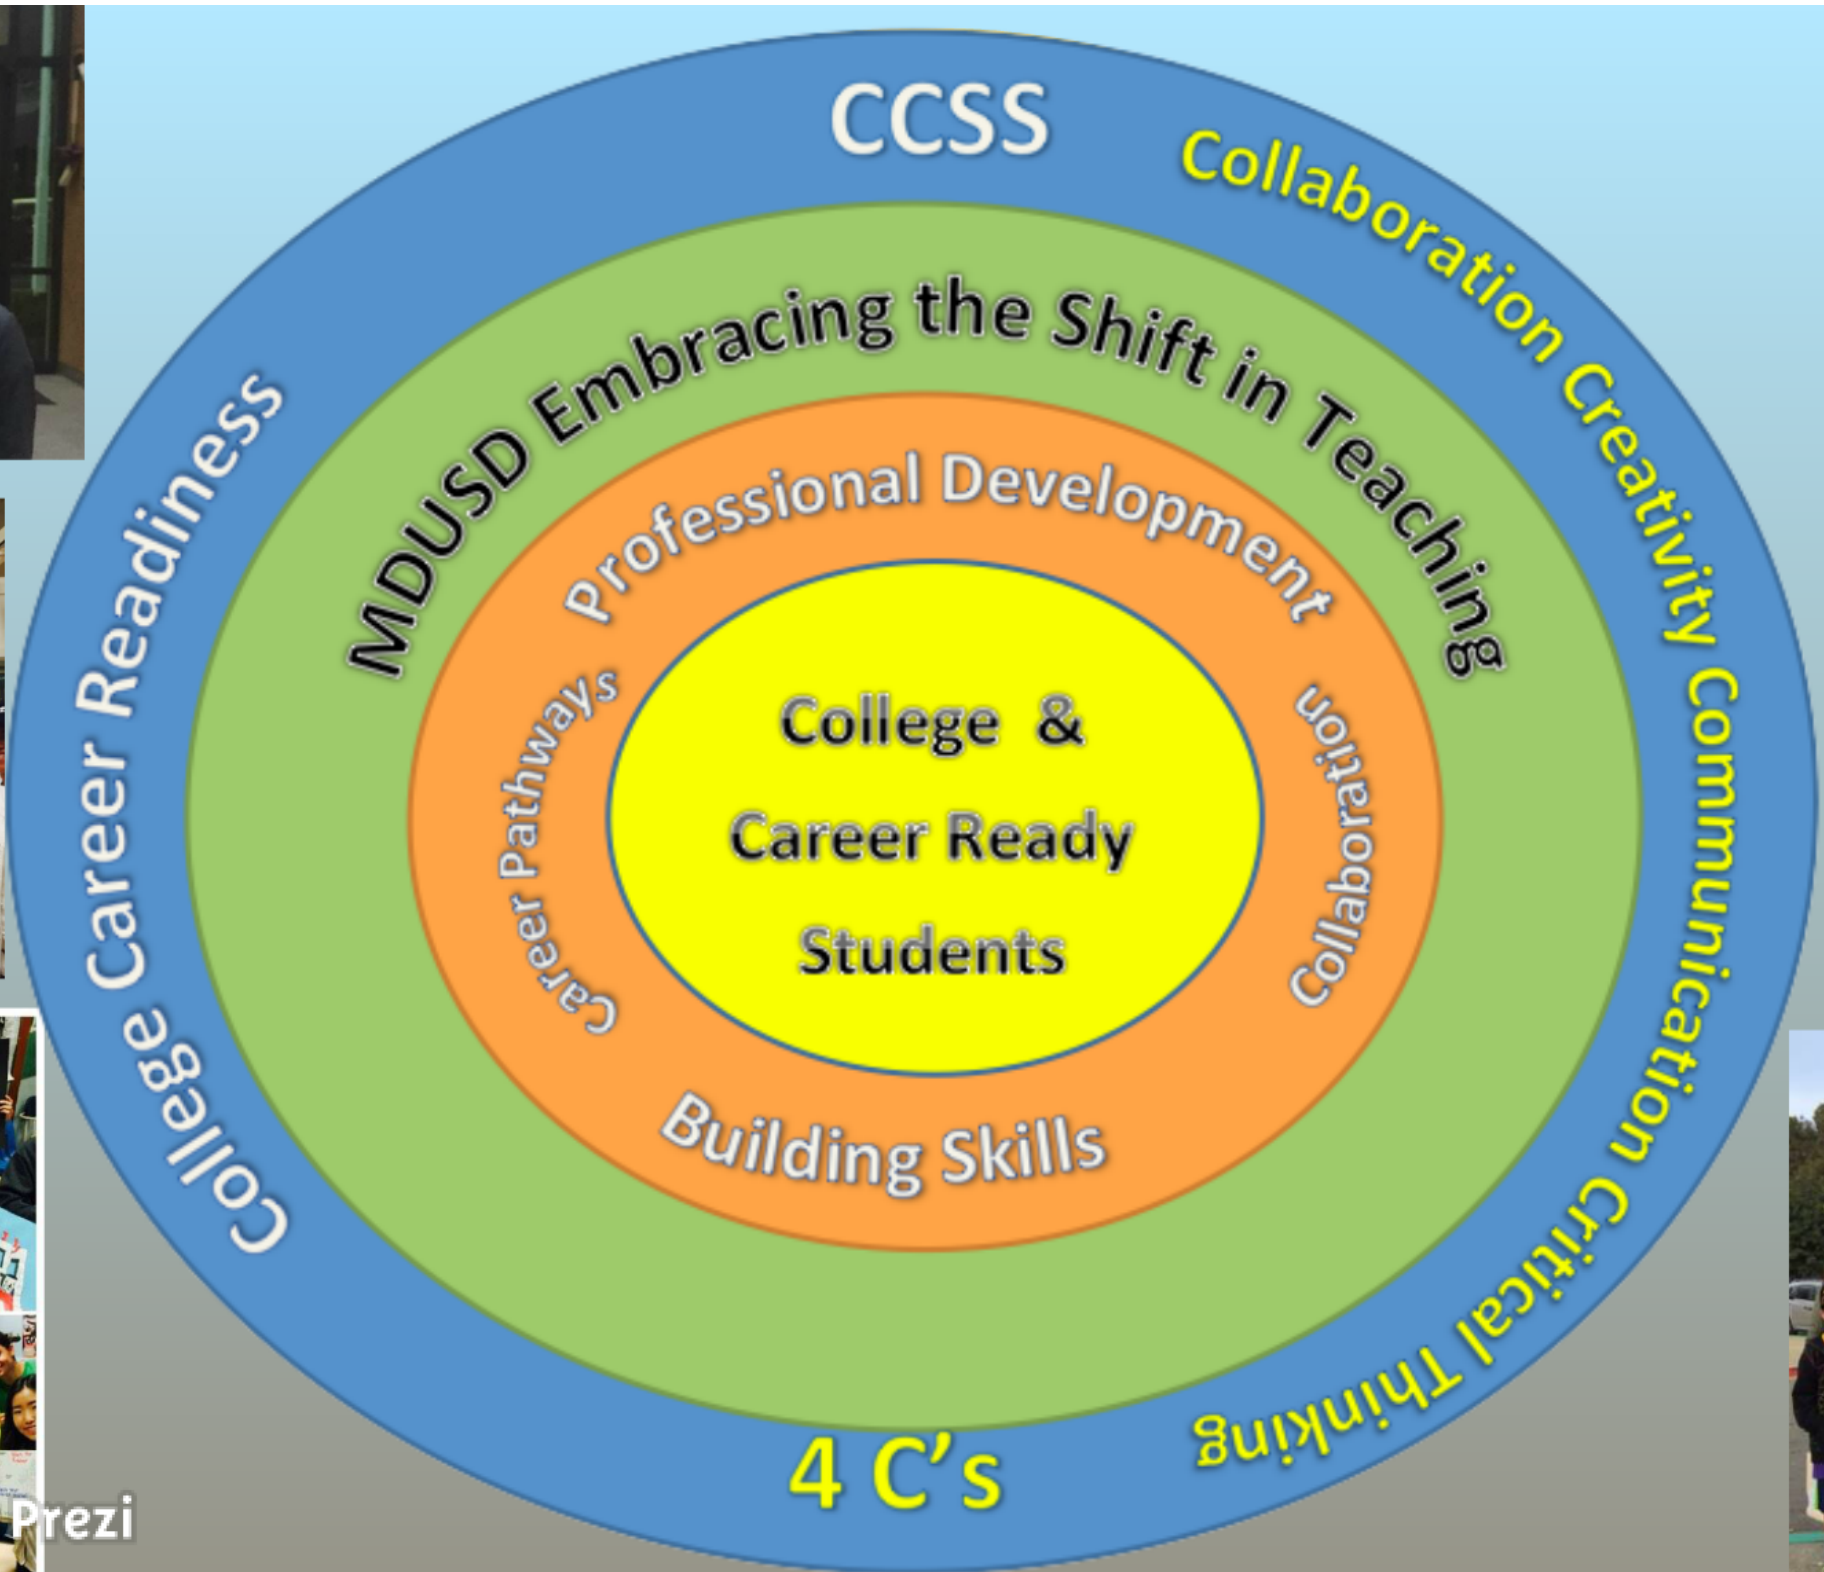 CCSS
Collaboration Creativity Communication Critical Thinking
College Career Readiness
MDUSD Embracing the Shift in Teaching
Professional Development
Career Pathways
Collaboration
College &
Career Ready
Students
Building Skills
4 C's
Prezi